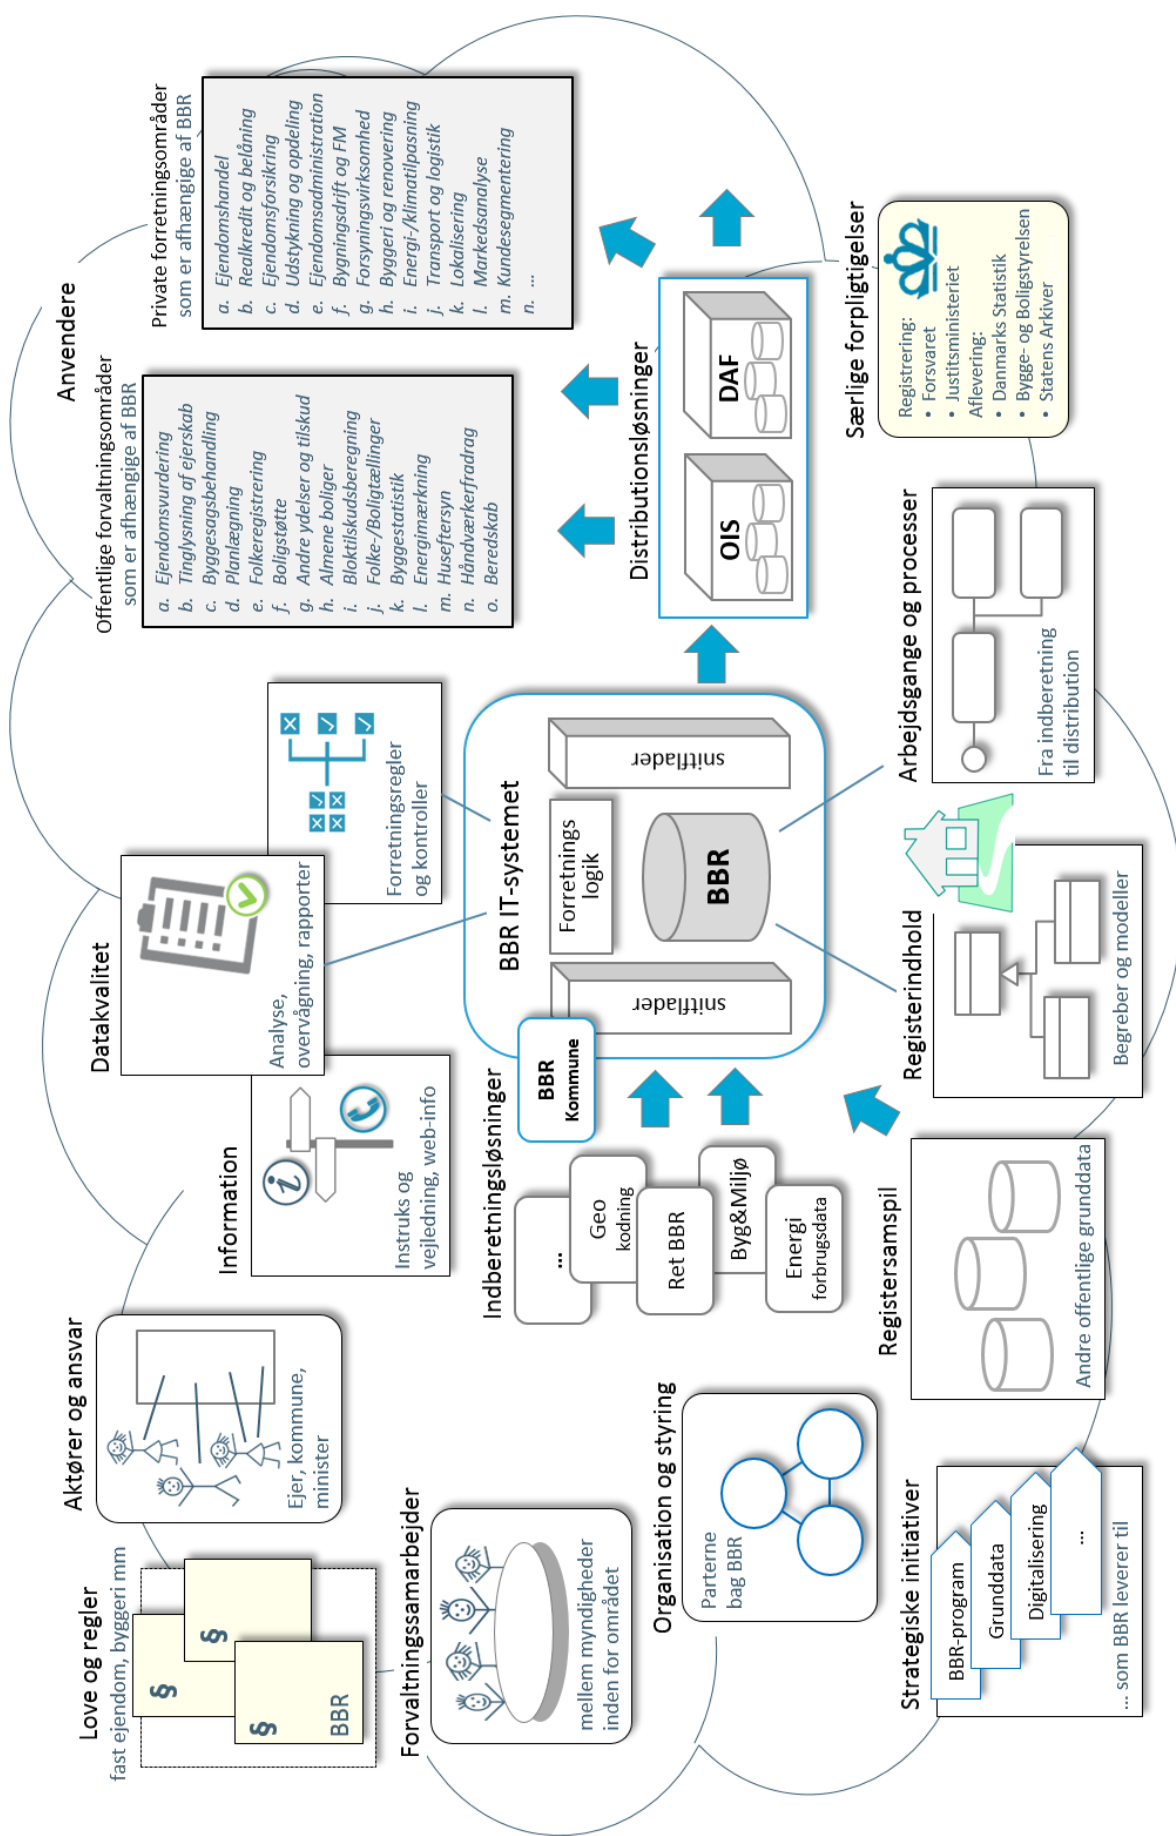 Love og regler
fast ejendom, byggeri mm
§
§
§
BBR
Aktører og ansvar
Ejer, kommune,
minister
Information
Instruks og
vejledning, web-info
Datakvalitet
Analyse,
overvågning, rapporter
Forretningsregler
og kontroller
Anvendere
Offentlige forvaltningsområder
som er afhængige af BBR
a. Ejendomsvurdering
b. Tinglysning af ejerskab
c. Byggesagsbehandling
d. Planlægning
e. Folkeregistrering
f. Boligstøtte
g. Andre ydelser og tilskud
h. Almene boliger
i. Bloktilskudsberegning
j. Folke-/Boligtællinger
k. Byggestatistik
l. Energimærkning
m. Huseftersyn
n. Håndværkerfradrag
o. Beredskab
Private forretningsområder
som er afhængige af BBR
a. Ejendomshandel
b. Realkredit og belåning
c. Ejendomsforsikring
d. Udstykning og opdeling
e. Ejendomsadministration
f. Bygningsdrift og FM
g. Forsyningsvirksomhed
h. Byggeri og renovering
i. Energi-/klimatilpasning
j. Transport og logistik
k. Lokalisering
l. Markedsanalyse
m. Kundesegmentering
n. ...
Forvaltningssamarbejder
mellem myndigheder
inden for området
Indberetningsløsninger
...
Geo
kodning
Ret BBR
Byg&Miljø
Energi
forbrugsdata
BBR
Kommune
BBR IT-systemet
snitflader
Forretnings
logik
BBR
snitflader
Distributionsløsninger
OIS
DAF
Organisation og styring
Parterne
bag BBR
Strategiske initiativer
BBR-program
Grunddata
Digitalisering
...
... som BBR leverer til
Registersamspil
Andre offentlige grunddata
Registerindhold
Begreber og modeller
Arbejdsgange og processer
Fra indberetning
til distribution
Særlige forpligtigelser
Registrering:
• Forsvaret
• Justitsministeriet
Aflevering:
• Danmarks Statistik
• Bygge- og Boligstyrelsen
• Statens Arkiver